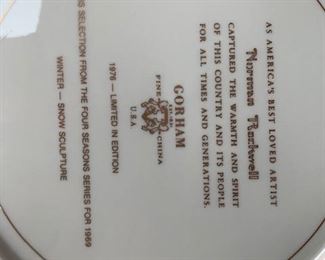 AS AMERICA'S BEST LOVED ARTIST
Norman Rockwell
CAPTURED THE WARMTH AND SPIRIT
OF THIS COUNTRY AND ITS PEOPLE
FOR ALL TIMES AND GENERATIONS.
GORHAM
FINE CHINA
U.S.A.
1976 — LIMITED IN EDITION
SELECTION FROM THE FOUR SEASONS SERIES FOR 1969
WINTER — SNOW SCULPTURE